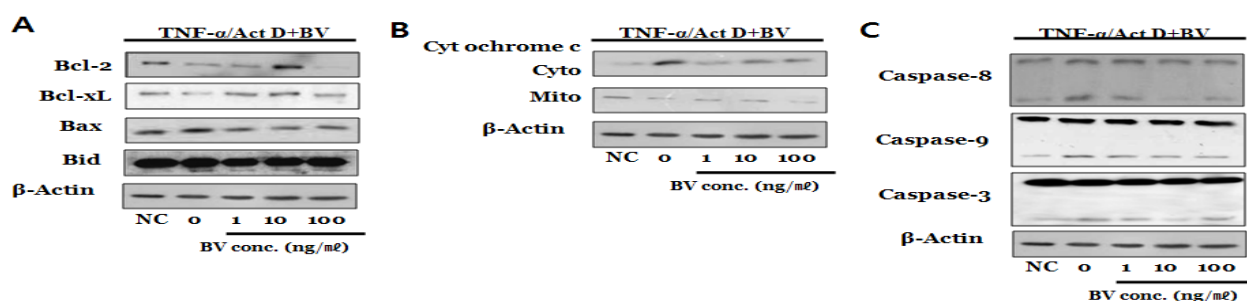 A
TNF-α/Act D+BV
Bcl-2
Bcl-xL
Bax
Bid
β-Actin
NC 0 1 10 100
BV conc. (ng/㎖)
B
TNF-α/Act D+BV
Cyt ochrome c
Cyto
Mito
β-Actin
NC 0 1 10 100
BV conc. (ng/㎖)
C
TNF-α/Act D+BV
Caspase-8
Caspase-9
Caspase-3
β-Actin
NC 0 1 10 100
BV conc. (ng/㎖)